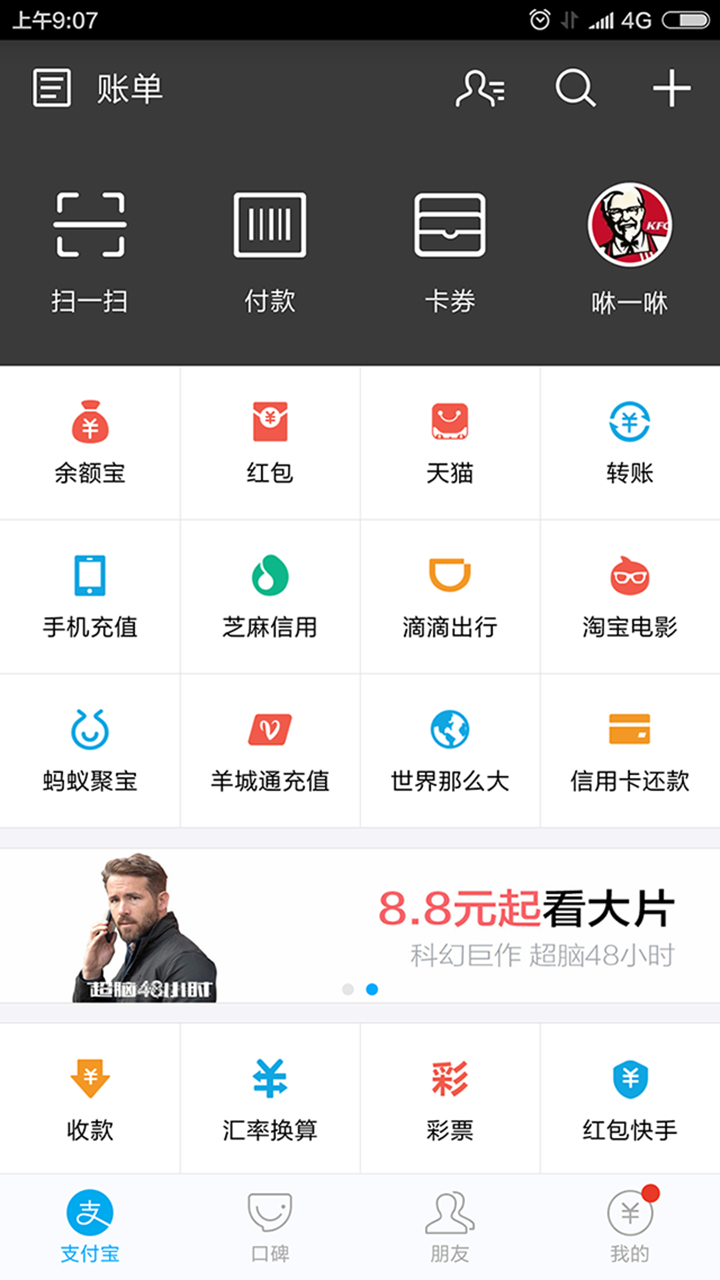 上午9:07
4G
账单
KFC
扫一扫
付款
卡券
咻一咻
余额宝
红包
天猫
转账
手机充值
芝麻信用
滴滴出行
淘宝电影
蚂蚁聚宝
羊城通充值
世界那么大
信用卡还款
8.8元起看大片
科幻巨作 超脑48小时
超脑48小时
收款
汇率换算
彩
彩票
红包快手
支
支付宝
口碑
朋友
我的